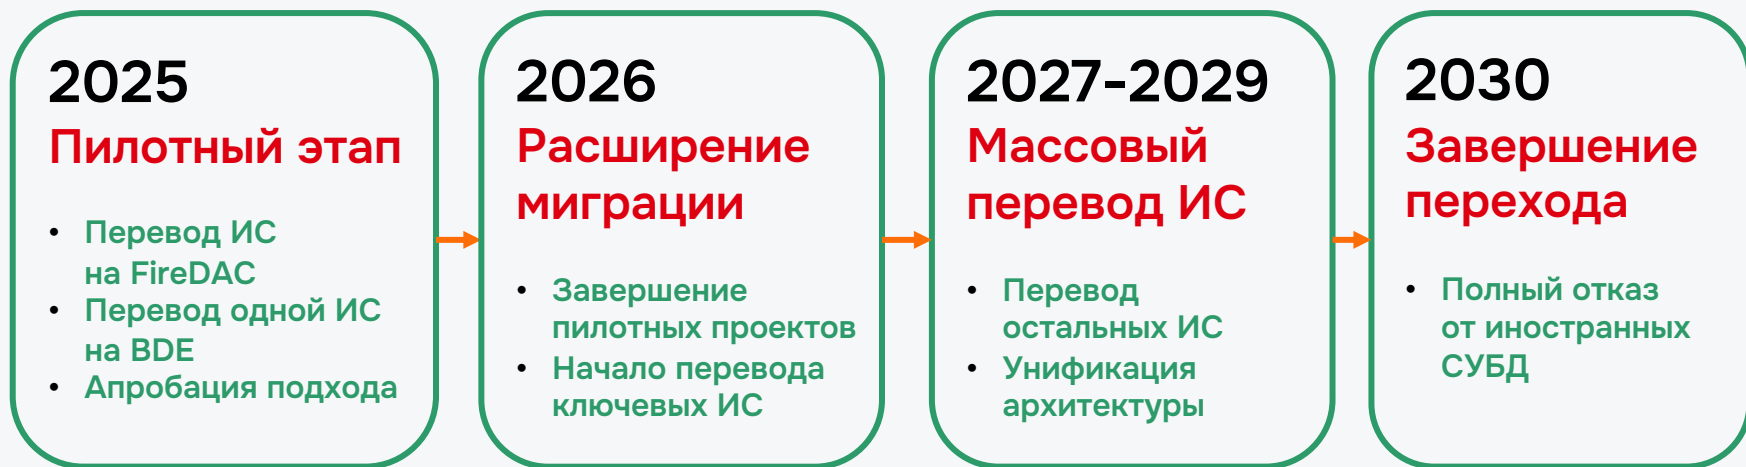 2025
Пилотный этап
• Перевод ИС
на FireDAC
• Перевод одной ИС
на BDE
• Апробация подхода
2026
Расширение
миграции
• Завершение
пилотных проектов
• Начало перевода
ключевых ИС
2027-2029
Массовый
перевод ИС
• Перевод
остальных ИС
• Унификация
архитектуры
2030
Завершение
перехода
• Полный отказ
от иностранных
СУБД